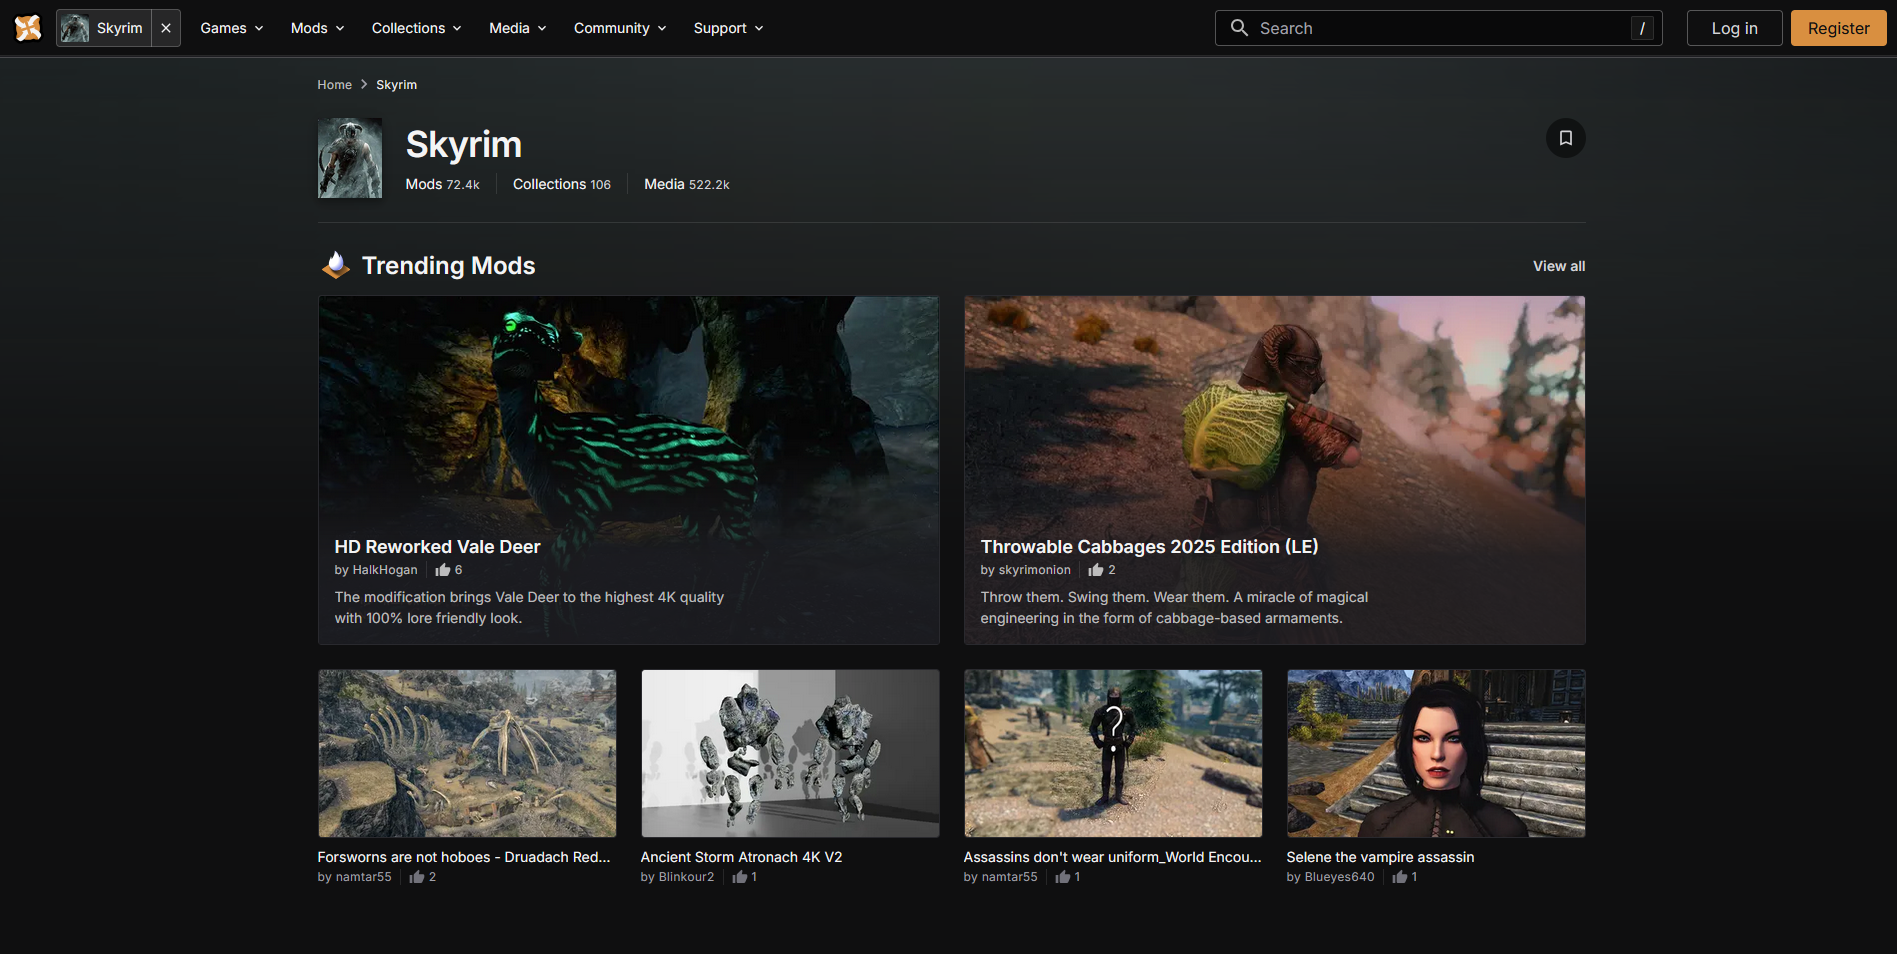 Skyrim
Games
Mods
Collections
Media
Community
Support
Search
/
Log in
Register
Home
Skyrim
Skyrim
Mods 72.4k
Collections 106
Media 522.2k
Trending Mods
View all
HD Reworked Vale Deer
by HalkHogan 6
The modification brings Vale Deer to the highest 4K quality
with 100% lore friendly look.
Throwable Cabbages 2025 Edition (LE)
by skyrimonion 2
Throw them. Swing them. Wear them. A miracle of magical
engineering in the form of cabbage-based armaments.
Forsworns are not hoboes - Druadach Red...
by namtar55 2
Ancient Storm Atronach 4K V2
by Blinkour2 1
?
Assassins don't wear uniform_World Encou...
by namtar55 1
Selene the vampire assassin
by Blueyes640 1